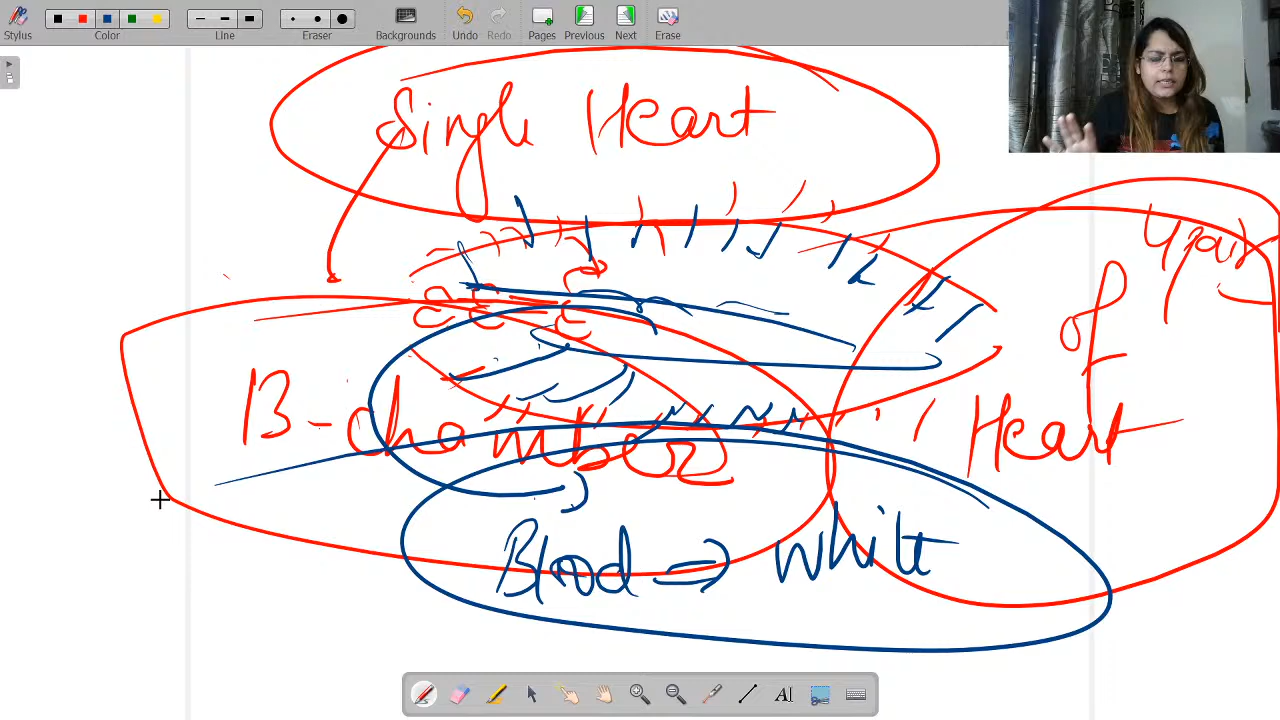 Stylus Color Line Eraser Backgrounds Undo Redo Pages Previous Next Erase
Single Heart
4 pair
of
Heart
13-chamber
Blood ⇒ white
AI